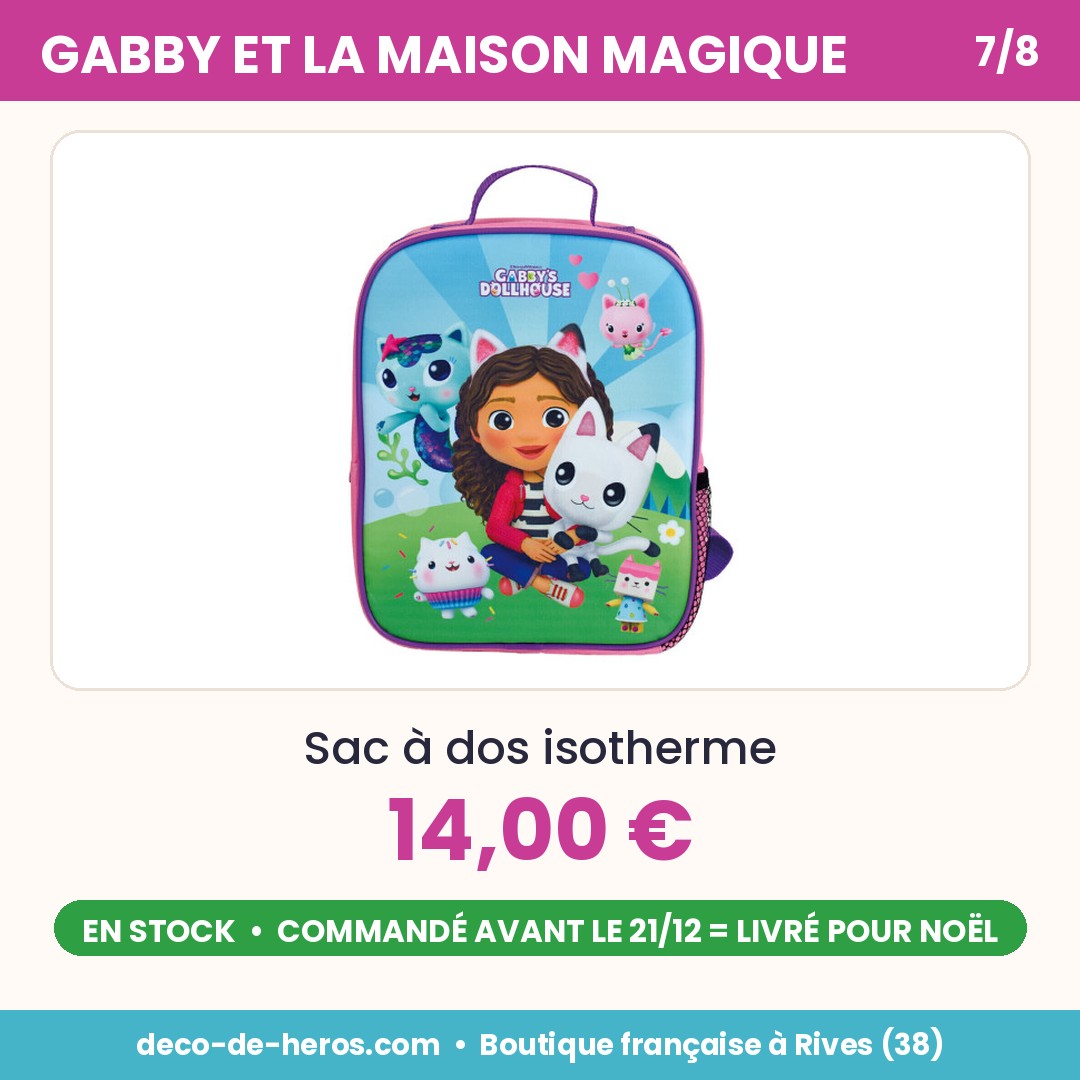 GABBY ET LA MAISON MAGIQUE 7/8
GABBY'S
DOLLHOUSE
Sac à dos isotherme
14,00 €
EN STOCK • COMMANDÉ AVANT LE 21/12 = LIVRÉ POUR NOËL
deco-de-heros.com • Boutique française à Rives (38)